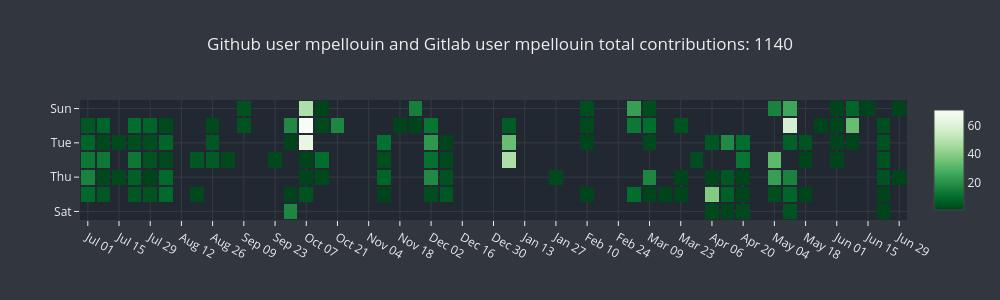 Github user mpellouin and Gitlab user mpellouin total contributions: 1140
Sun
Tue
Thu
Sat
Jul 01
Jul 15
Jul 29
Aug 12
Aug 26
Sep 09
Sep 23
Oct 07
Oct 21
Nov 04
Nov 18
Dec 02
Dec 16
Dec 30
Jan 13
Jan 27
Feb 10
Feb 24
Mar 09
Mar 23
Apr 06
Apr 20
May 04
May 18
Jun 01
Jun 15
Jun 29
60
40
20